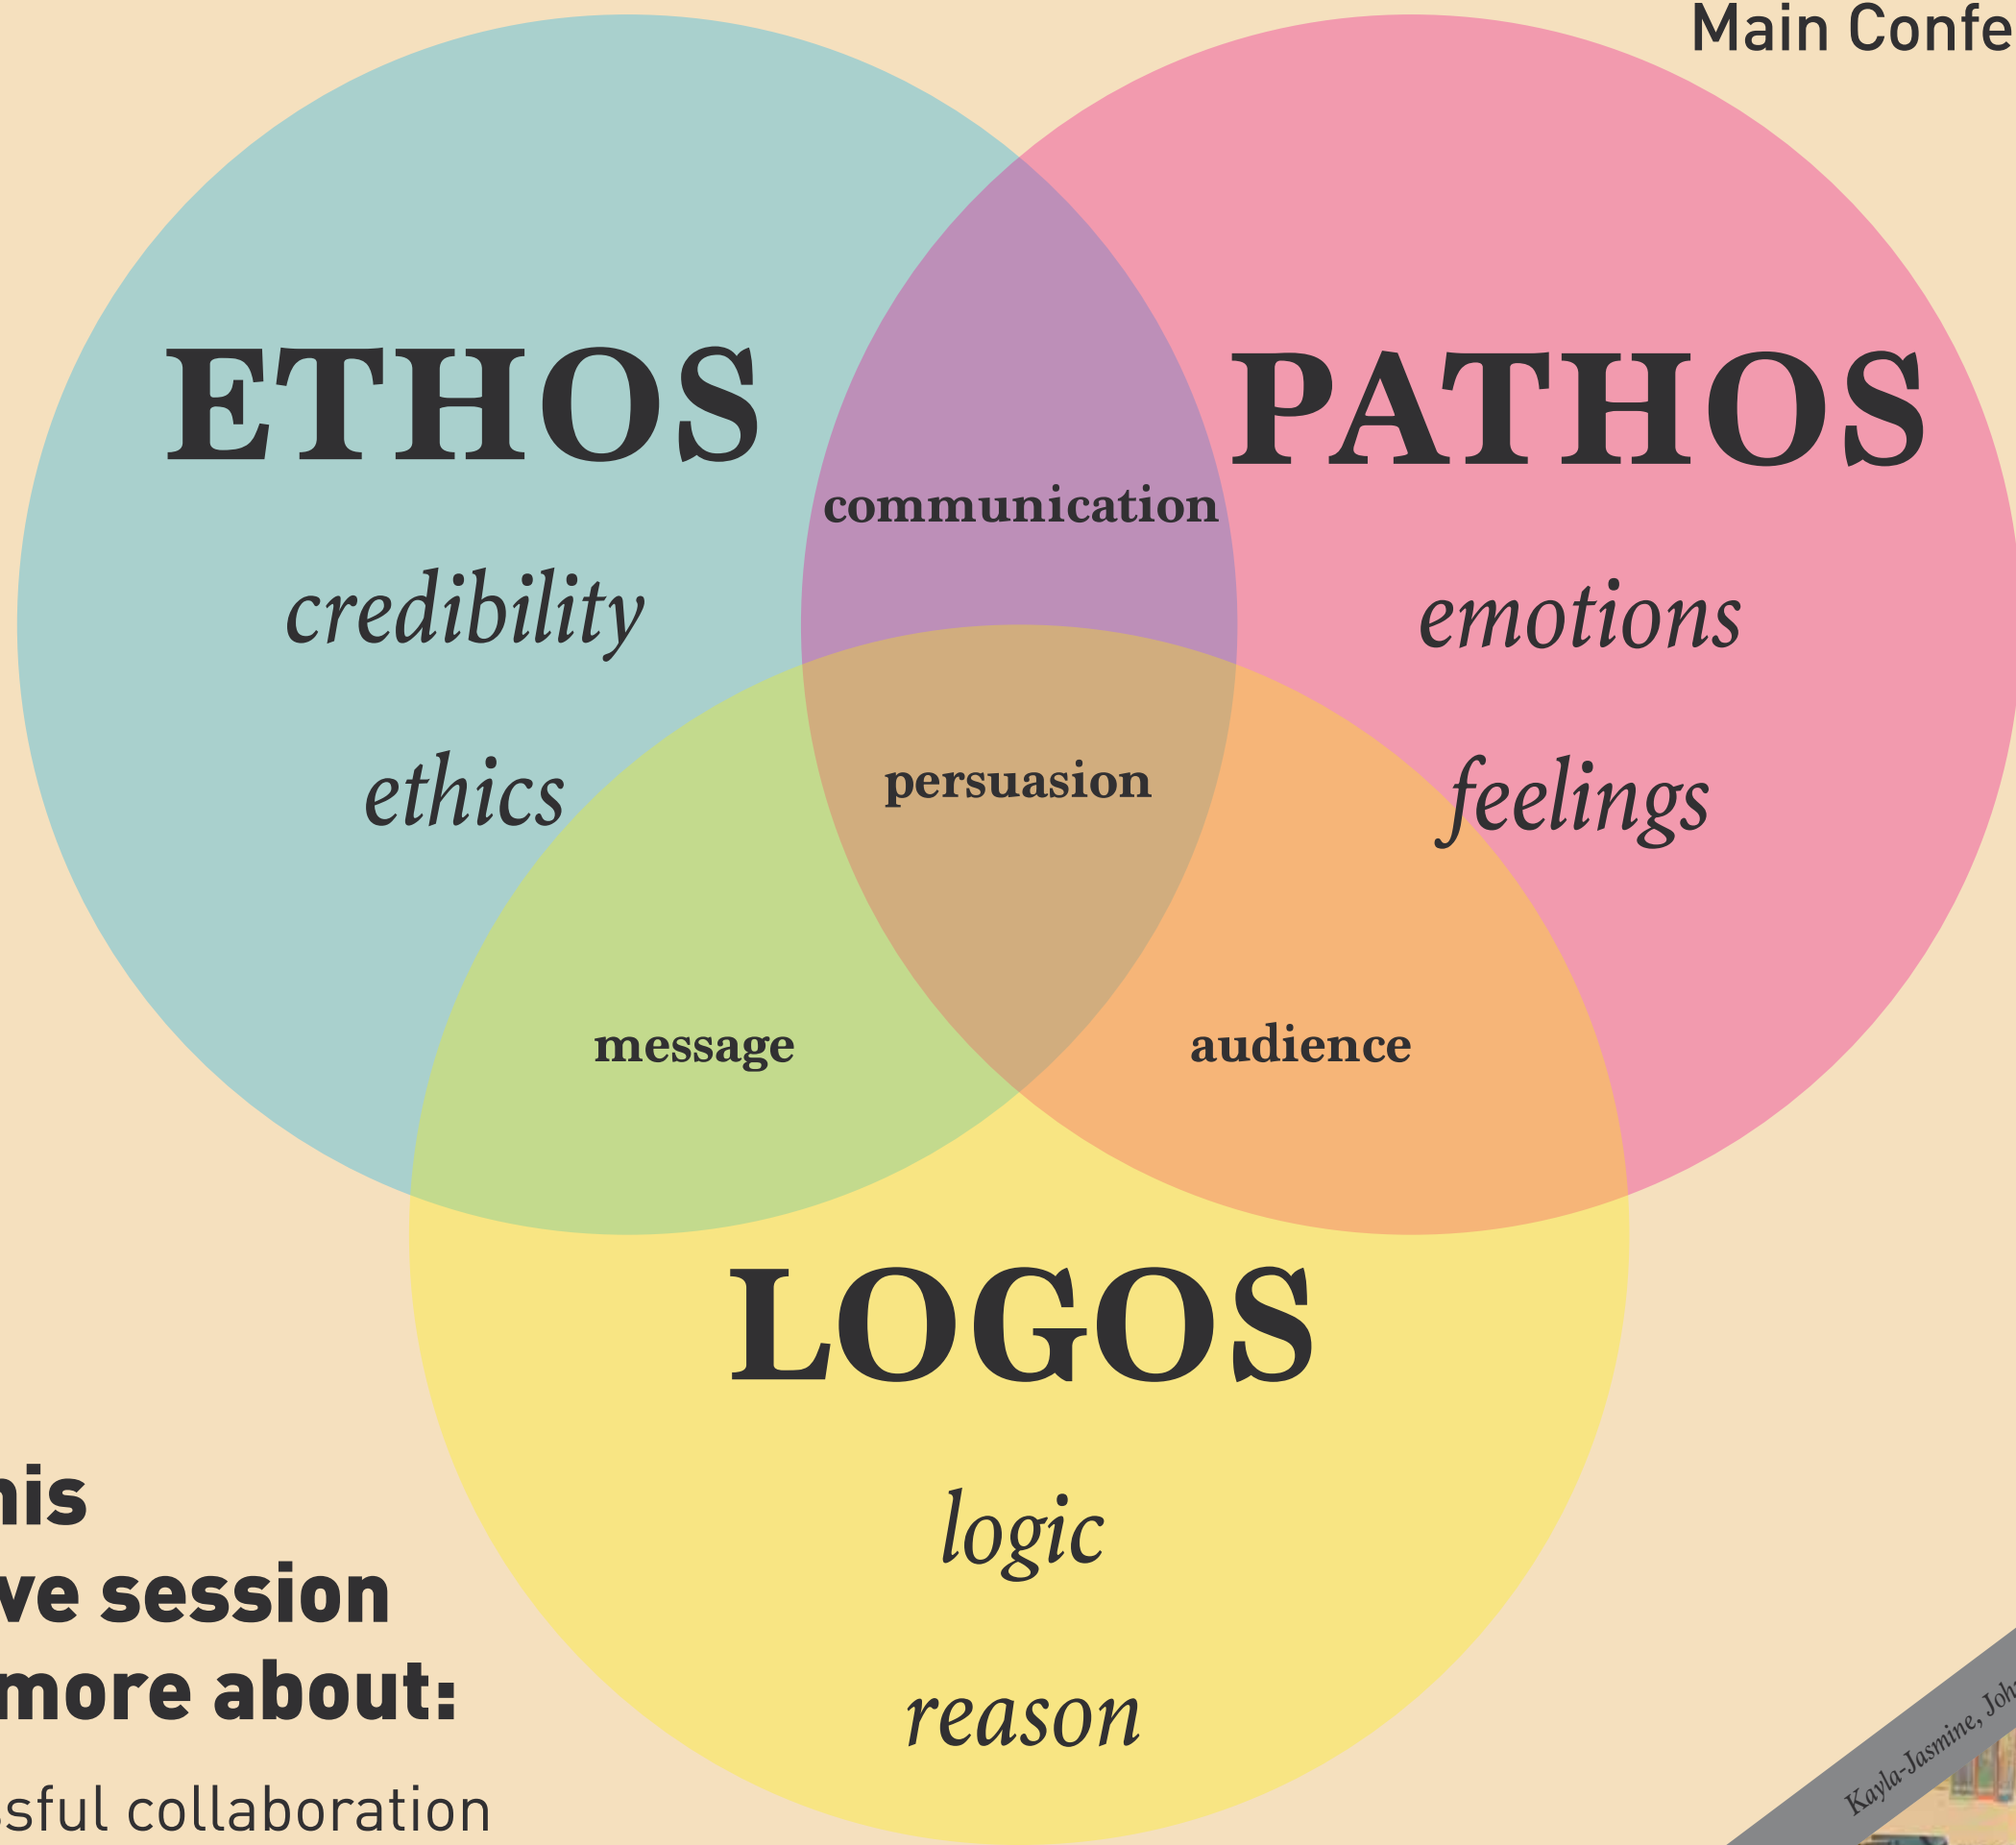 Main Confe
ETHOS
credibility
ethics
PATHOS
emotions
feelings
communication
persuasion
message
audience
LOGOS
logic
reason
his
ve session
more about:
sful collaboration
Kayla-Jasmine, Joh